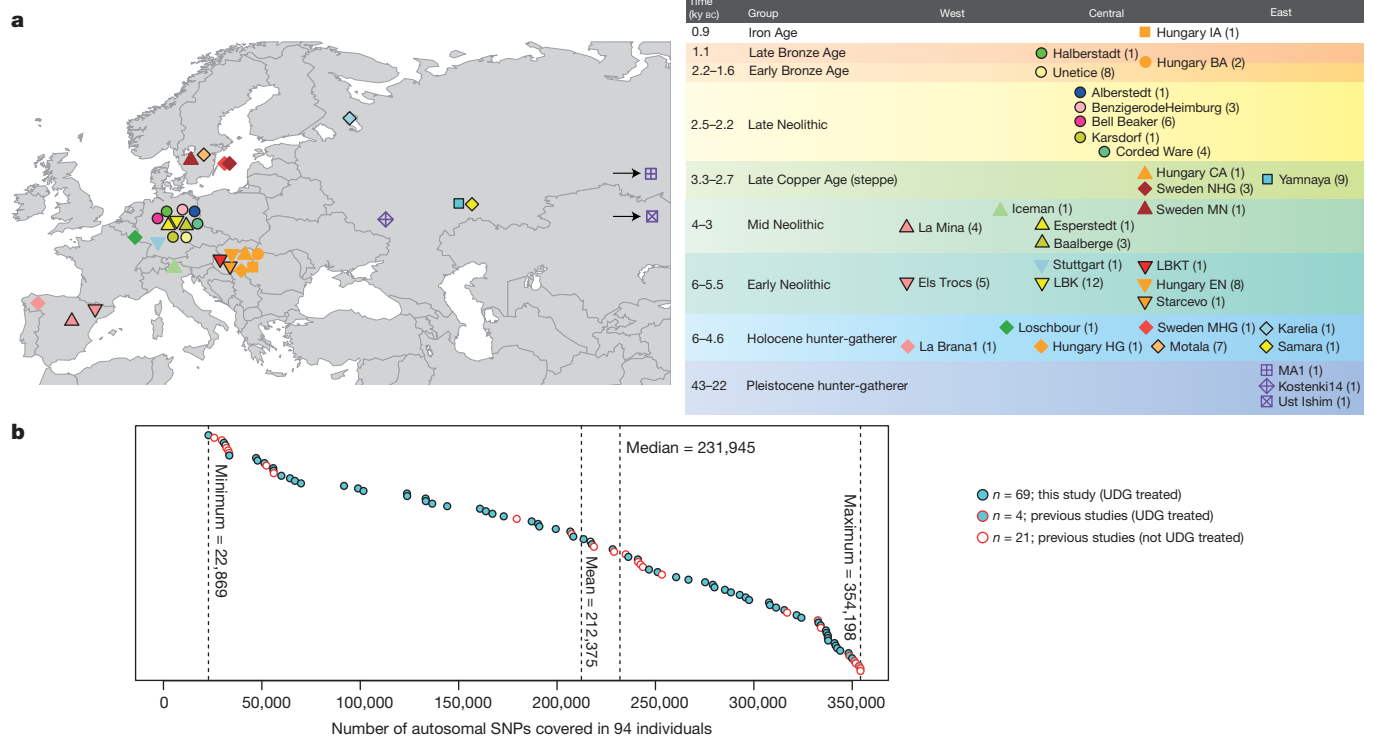 a
Time
(ky BC) Group West Central East
0.9 Iron Age Hungary IA (1)
1.1 Late Bronze Age Halberstadt (1)
Hungary BA (2)
2.2–1.6 Early Bronze Age Unetice (8)
Alberstedt (1)
BenzigerodeHeimburg (3)
Bell Beaker (6)
2.5–2.2 Late Neolithic
Karsdorf (1)
Corded Ware (4)
Hungary CA (1)
3.3–2.7 Late Copper Age (steppe) Yamnaya (9)
Sweden NHG (3)
Iceman (1) Sweden MN (1)
4–3 Mid Neolithic La Mina (4) Esperstedt (1)
Baalberge (3)
Stuttgart (1) LBKT (1)
6–5.5 Early Neolithic Els Trocs (5) LBK (12) Hungary EN (8)
Starcevo (1)
Loschbour (1) Sweden MHG (1) Karelia (1)
6–4.6 Holocene hunter-gatherer La Brana1 (1) Hungary HG (1) Motala (7) Samara (1)
MA1 (1)
43–22 Pleistocene hunter-gatherer Kostenki14 (1)
Ust Ishim (1)
b
Median = 231,945
Minimum = 22,869
Mean = 212,375
Maximum = 354,198
n = 69; this study (UDG treated)
n = 4; previous studies (UDG treated)
n = 21; previous studies (not UDG treated)
0 50,000 100,000 150,000 200,000 250,000 300,000 350,000
Number of autosomal SNPs covered in 94 individuals